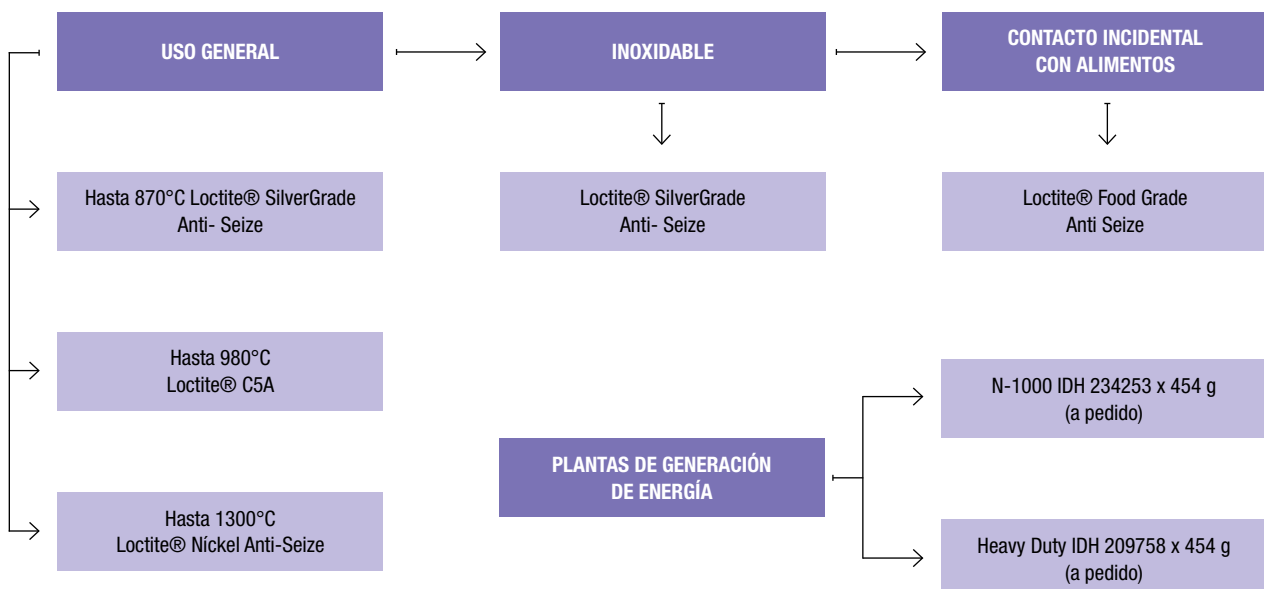 USO GENERAL
INOXIDABLE
CONTACTO INCIDENTAL
CON ALIMENTOS
Hasta 870°C Loctite® SilverGrade
Anti- Seize
Loctite® SilverGrade
Anti- Seize
Loctite® Food Grade
Anti Seize
Hasta 980°C
Loctite® C5A
N-1000 IDH 234253 x 454 g
(a pedido)
PLANTAS DE GENERACIÓN
DE ENERGÍA
Hasta 1300°C
Loctite® Níckel Anti-Seize
Heavy Duty IDH 209758 x 454 g
(a pedido)